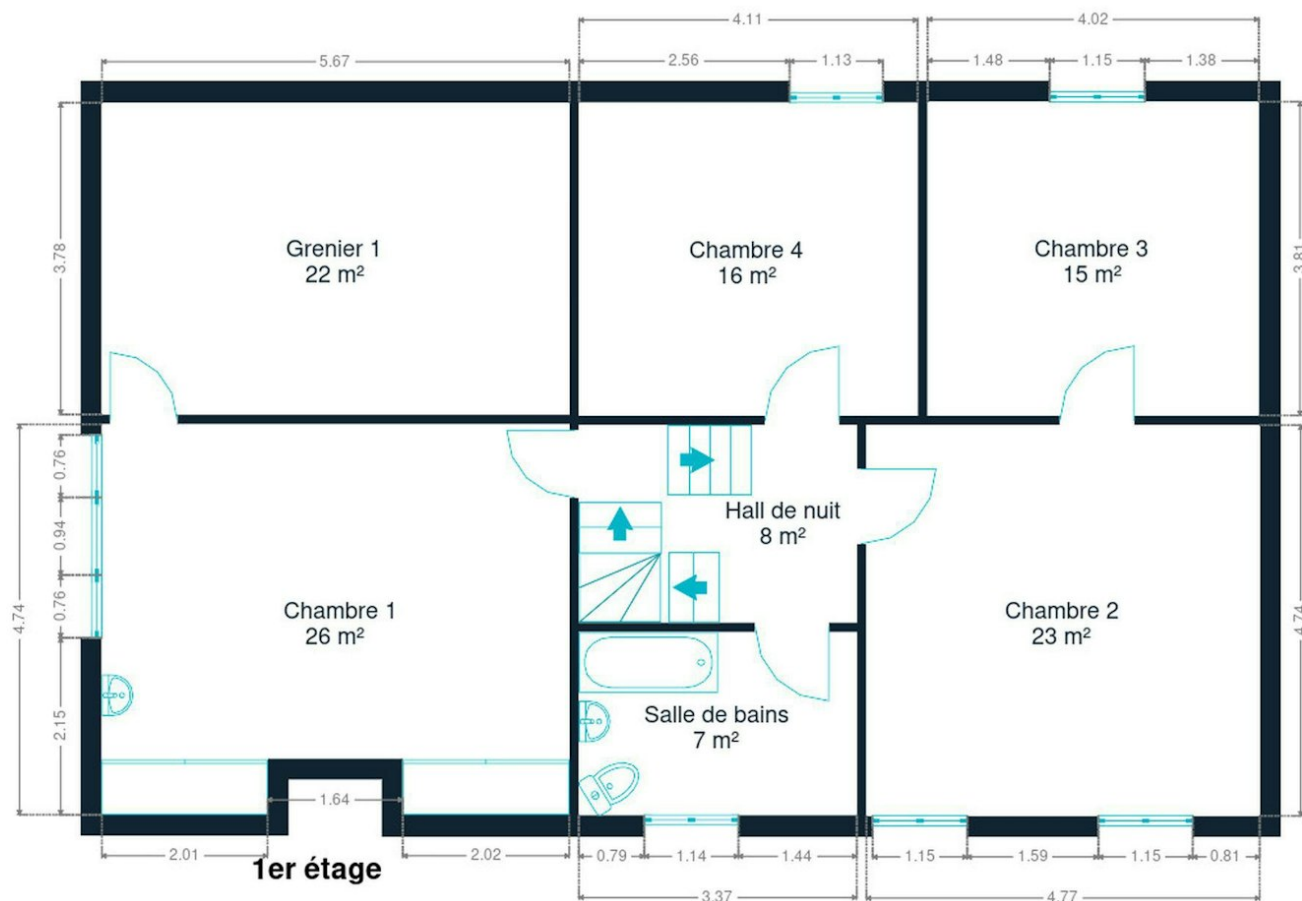 4.11
4.02
5.67
2.56
1.13
1.48
1.15
1.38
3.78
Grenier 1
22 m²
Chambre 4
16 m²
Chambre 3
15 m²
3.81
4.74
0.76
0.94
0.76
2.15
Hall de nuit
8 m²
Chambre 1
26 m²
Chambre 2
23 m²
4.74
Salle de bains
7 m²
1.64
2.01
2.02
0.79
1.14
1.44
1.15
1.59
1.15
0.81
1er étage
3.37
4.77